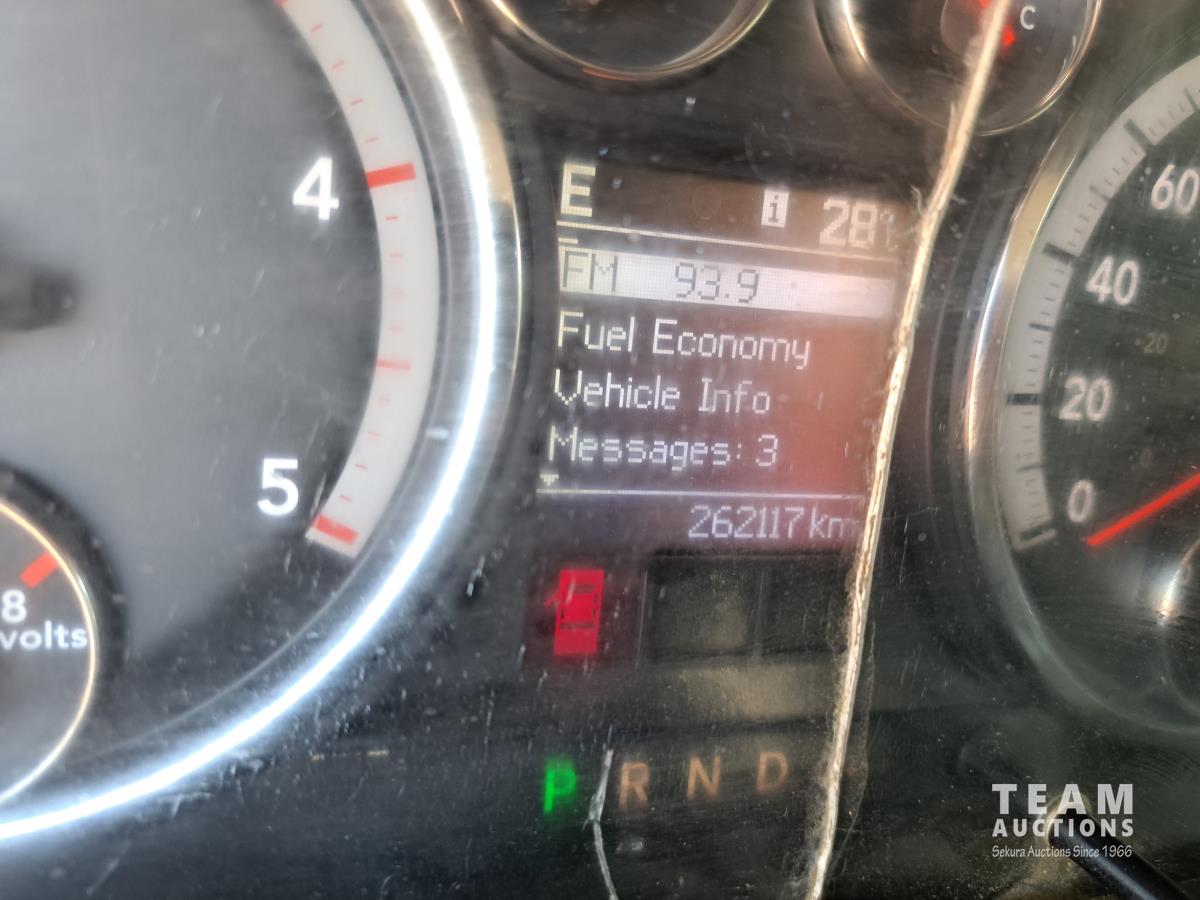 C
E i 28°
FM 93.9
Fuel Economy
Vehicle Info
Messages: 3
262117 km
4
5
8
volts
60
40
20
0
20
0
P R N D
TEAM
AUCTIONS
Sekura Auctions Since 1966